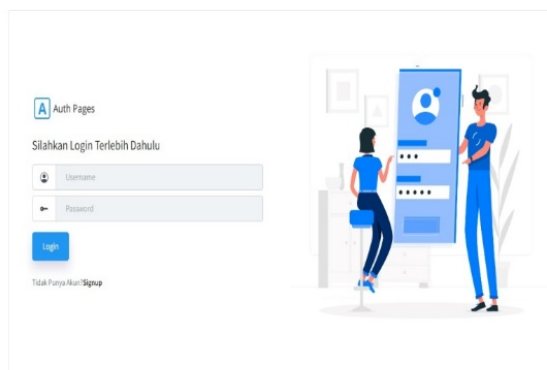 A Auth Pages
Silahkan Login Terlebih Dahulu
Username
Password
Login
Tidak Punya Akun?Signup